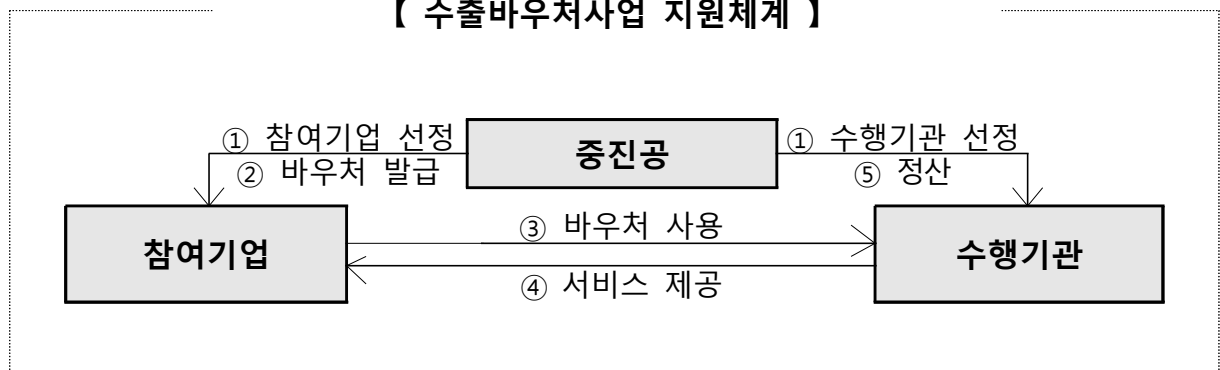 【 수출바우처사업 지원체계 】
① 참여기업 선정
② 바우처 발급
중진공
① 수행기관 선정
⑤ 정산
참여기업
③ 바우처 사용
④ 서비스 제공
수행기관